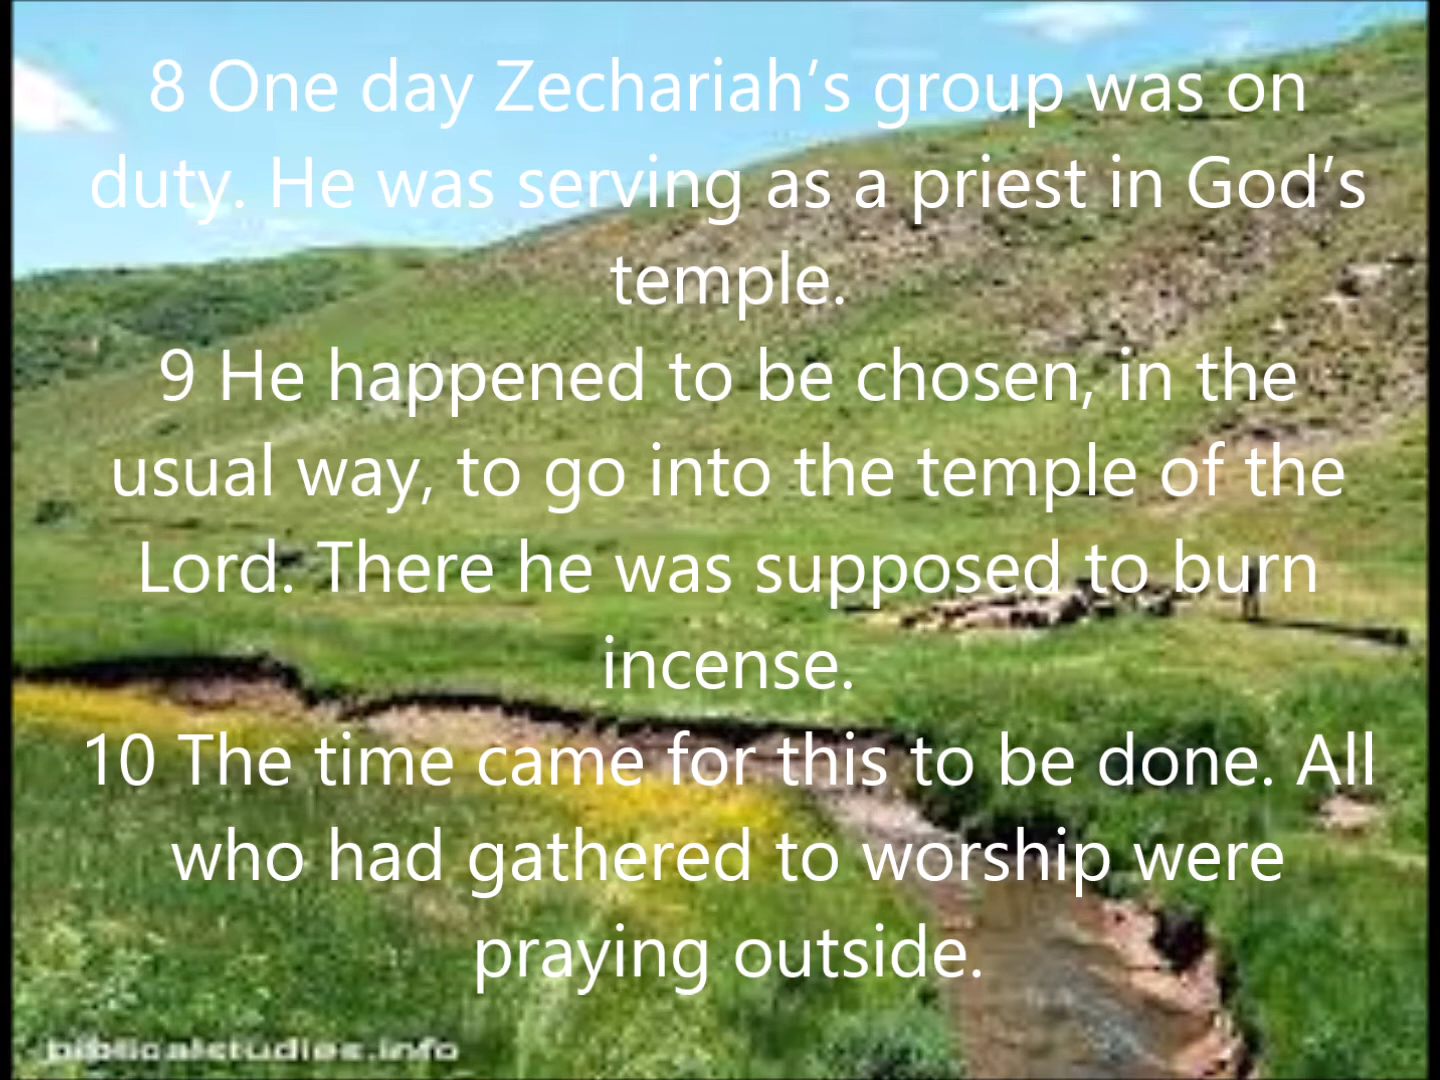 8 One day Zechariah’s group was on
duty. He was serving as a priest in God’s
temple.
9 He happened to be chosen, in the
usual way, to go into the temple of the
Lord. There he was supposed to burn
incense.
10 The time came for this to be done. All
who had gathered to worship were
praying outside.
biblicalstudies.info